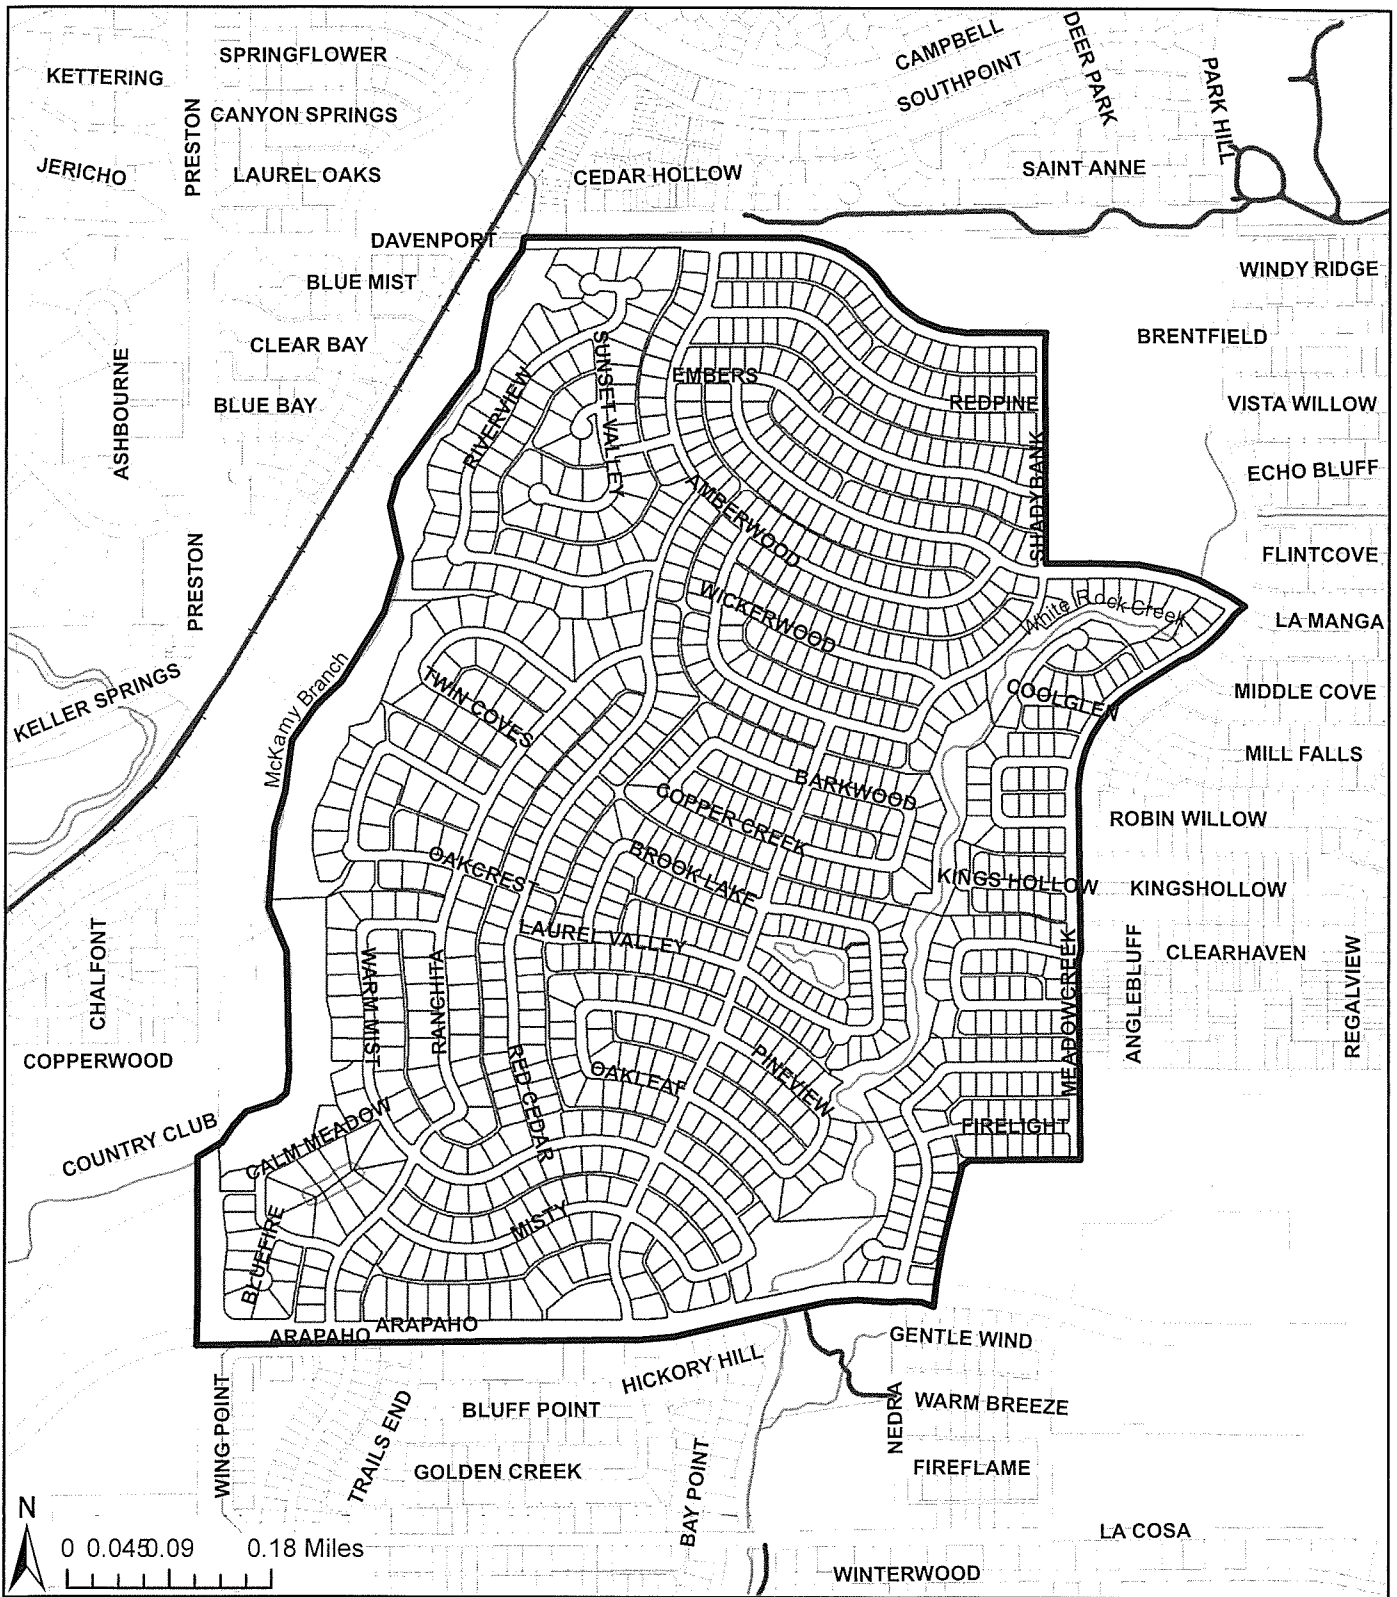 CAMPBELL
DEER PARK
SPRINGFLOWER
KETTERING
SOUTHPOINT
PARK HILL
PRESTON
CANYON SPRINGS
JERICHO
LAUREL OAKS
CEDAR HOLLOW
SAINT ANNE
DAVENPORT
BLUE MIST
WINDY RIDGE
BRENTFIELD
CLEAR BAY
ASHBOURNE
SUNSET VALLEY
EMBERS
BLUE BAY
RIVERVIEW
REDPINE
VISTA WILLOW
SHADYBANK
ECHO BLUFF
AMBERWOOD
PRESTON
FLINTCOVE
WICKERWOOD
White Rock Creek
LA MANGA
KELLER SPRINGS
McKamy Branch
TWIN COVES
COOLGLEN
MIDDLE COVE
MILL FALLS
BARKWOOD
COPPER CREEK
ROBIN WILLOW
OAKCREST
BROOK LAKE
KINGS HOLLOW
KINGSHOLLOW
LAUREL VALLEY
CHALFONT
WARM MIST
RANCHITA
MEADOWCREEK
ANGLEBLUFF
CLEARHAVEN
REGALVIEW
COPPERWOOD
RED CEDAR
OAKLEAF
PINEVIEW
COUNTRY CLUB
CALM MEADOW
FIRELIGHT
BLUEFIRE
MISTY
ARAPAHO
ARAPAHO
GENTLE WIND
HICKORY HILL
WING POINT
TRAILS END
BLUFF POINT
NEDRA
WARM BREEZE
GOLDEN CREEK
BAY POINT
FIREFLAME
N
LA COSA
0 0.045 0.09 0.18 Miles
WINTERWOOD